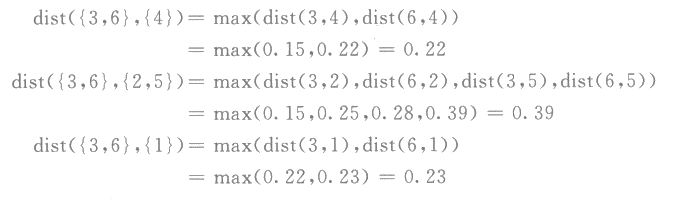 dist({3,6},{4})= max(dist(3,4),dist(6,4))
= max(0.15,0.22) = 0.22
dist({3,6},{2,5})= max(dist(3,2),dist(6,2),dist(3,5),dist(6,5))
= max(0.15,0.25,0.28,0.39) = 0.39
dist({3,6},{1})= max(dist(3,1),dist(6,1))
= max(0.22,0.23) = 0.23